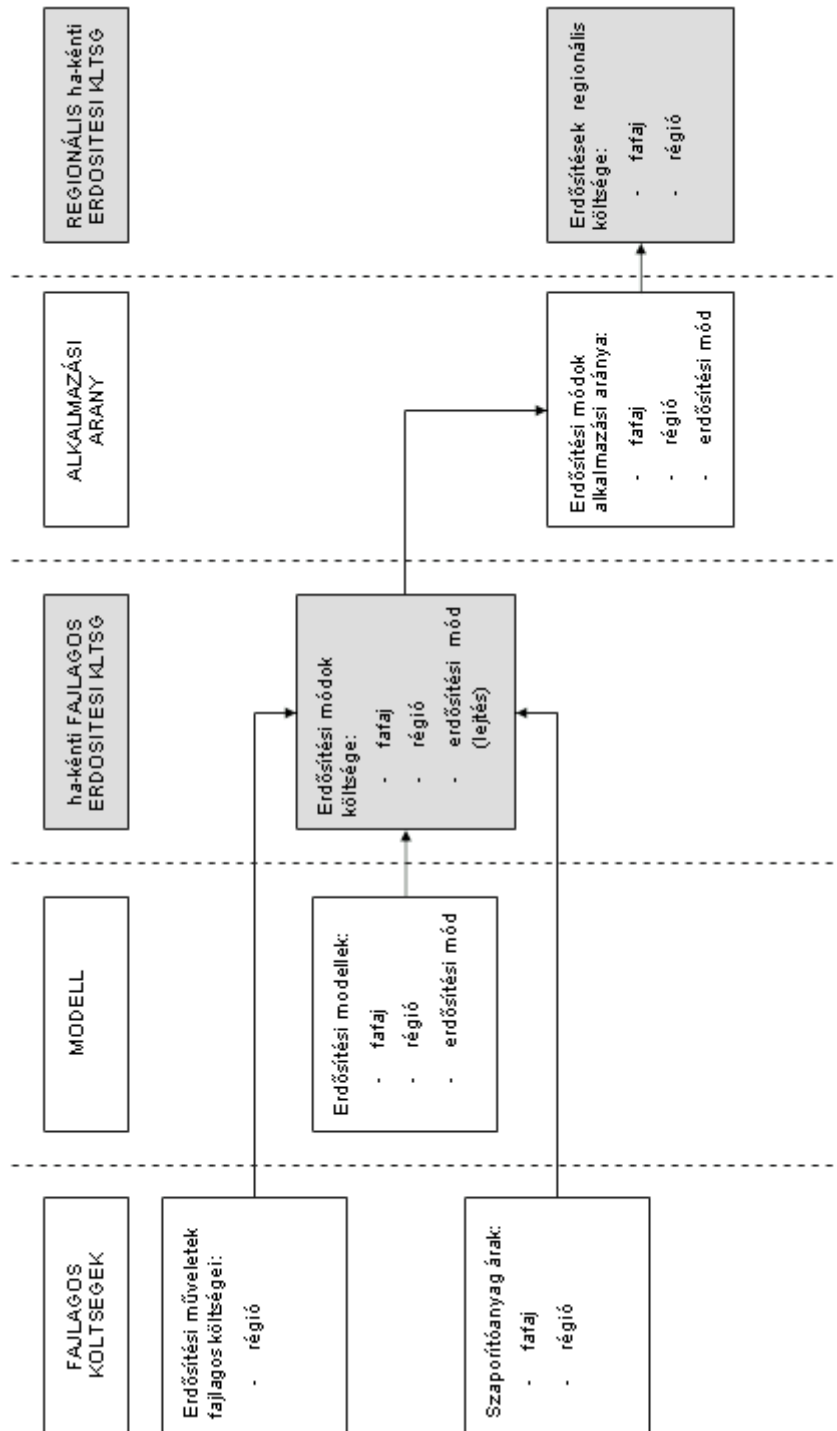 FAJLAGOS
KÖLTSEGEK
MODELL
ha-kénti FAJLAGOS
ERDOSITESI KLTSG
ALKALMAZÁSI
ARANY
REGIONÁLIS ha-kénti
ERDOSITESI KLTSG
Erdősítési műveletek
fajlagos költségei:
- régió
Szaporítóanyag árak:
- fafaj
- régió
Erdősítési modellek:
- fafaj
- régió
- erdősítési mód
Erdősítési módok
költsége:
- fafaj
- régió
- erdősítési mód
(lejtés)
Erdősítési módok
alkalmazási aránya:
- fafaj
- régió
- erdősítési mód
Erdősítések regionális
költsége:
- fafaj
- régió